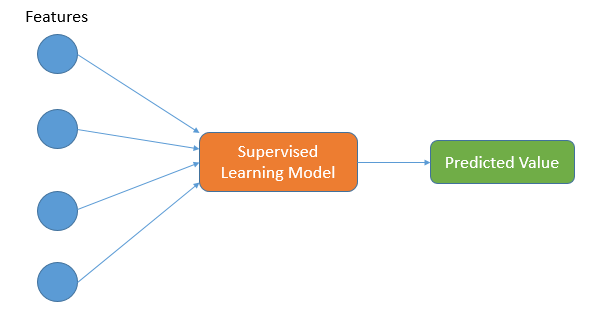 Features
Supervised
Learning Model
Predicted Value